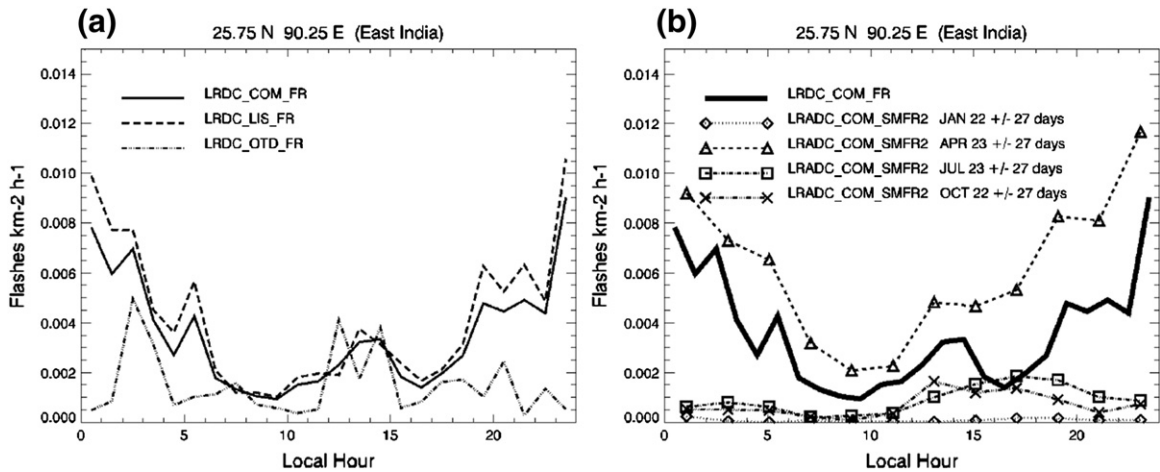 (a)
25.75 N 90.25 E (East India)
0.014
0.012
0.010
0.008
0.006
0.004
0.002
0.000
Flashes km-2 h-1
LRDC_COM_FR
LRDC_LIS_FR
LRDC_OTD_FR
0 5 10 15 20
Local Hour
(b)
25.75 N 90.25 E (East India)
0.014
0.012
0.010
0.008
0.006
0.004
0.002
0.000
Flashes km-2 h-1
LRDC_COM_FR
LRADC_COM_SMFR2 JAN 22 +/- 27 days
LRADC_COM_SMFR2 APR 23 +/- 27 days
LRADC_COM_SMFR2 JUL 23 +/- 27 days
LRADC_COM_SMFR2 OCT 22 +/- 27 days
0 5 10 15 20
Local Hour